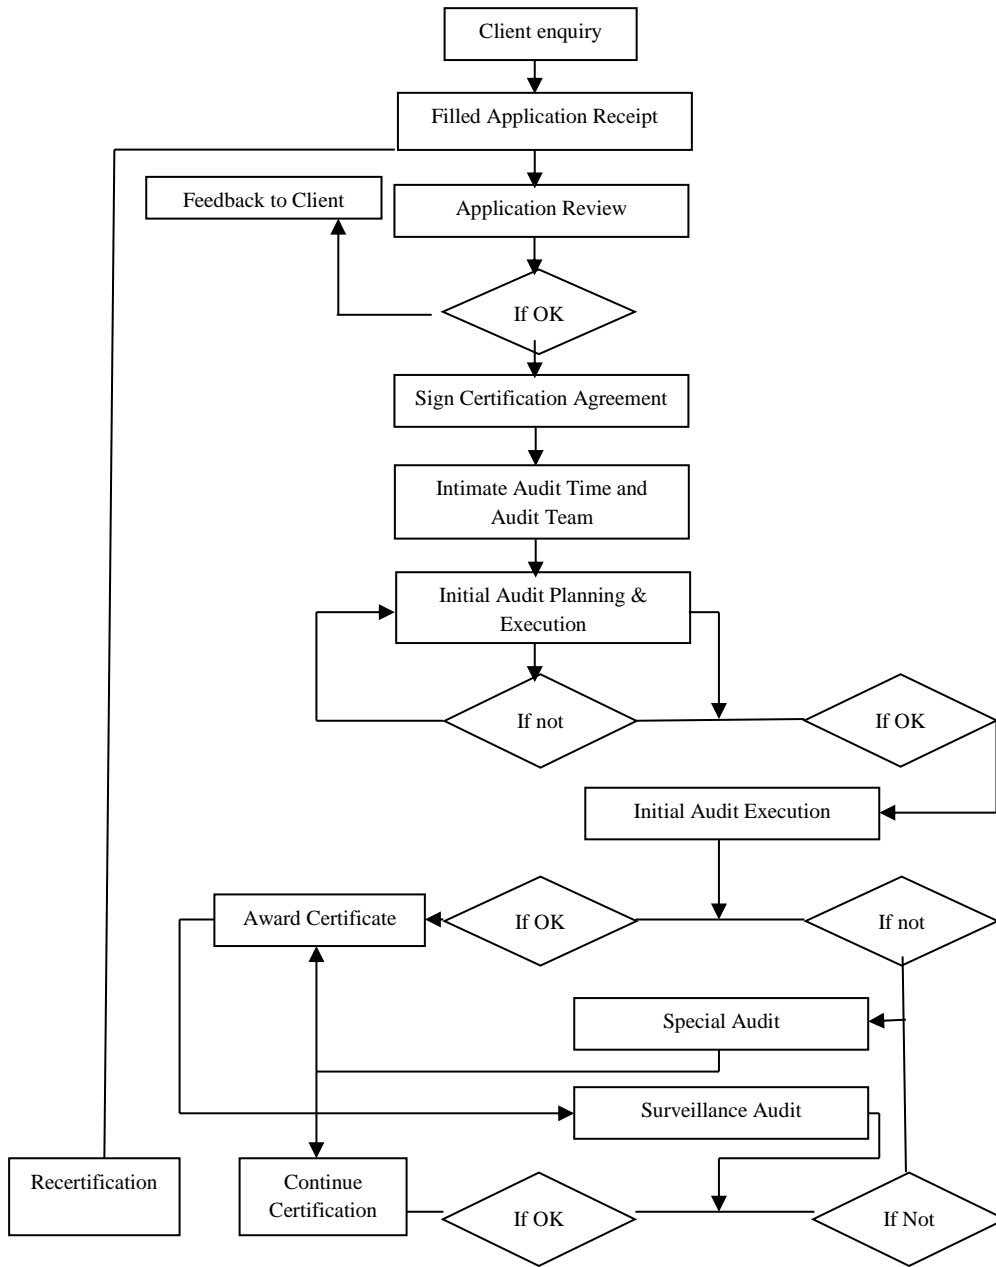 Client enquiry
Filled Application Receipt
Feedback to Client
Application Review
If OK
Sign Certification Agreement
Intimate Audit Time and
Audit Team
Initial Audit Planning &
Execution
If not
If OK
Initial Audit Execution
Award Certificate
If OK
If not
Special Audit
Surveillance Audit
Recertification
Continue
Certification
If OK
If Not